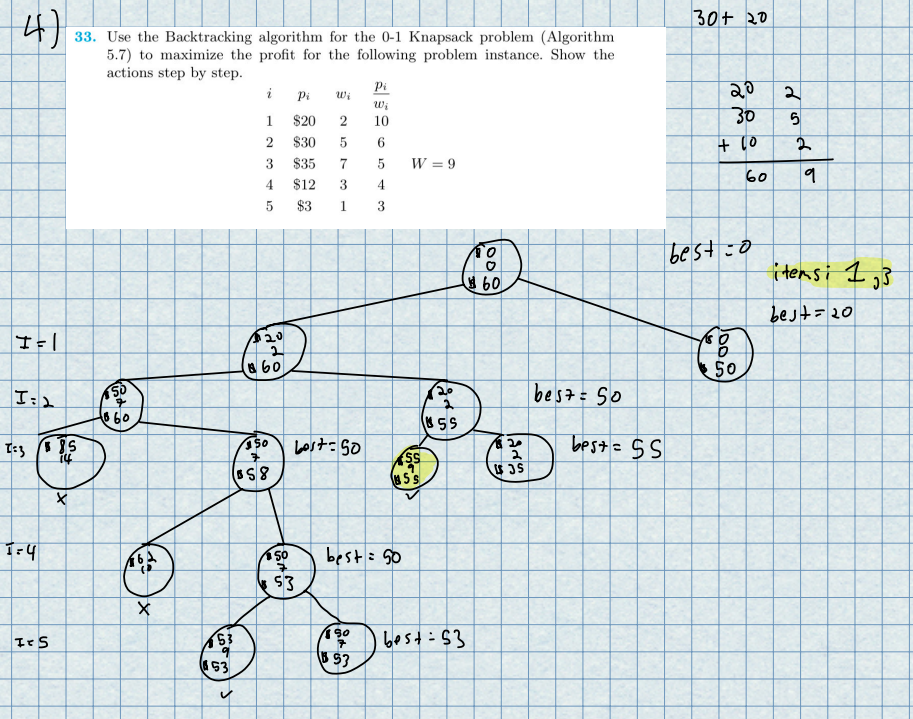 4)
33. Use the Backtracking algorithm for the 0-1 Knapsack problem (Algorithm
5.7) to maximize the profit for the following problem instance. Show the
actions step by step.
i pi wi pi/wi
1 $20 2 10
2 $30 5 6
3 $35 7 5 W = 9
4 $12 3 4
5 $3 1 3
30+ 20
20 2
30 5
+ 10 2
60 9
best = 0
items: 1,3
best = 20
$0
0
$60
I=1
$20
2
$60
$0
0
$50
I=2
$50
7
$60
$20
2
$55
best = 50
I=3
$85
14
x
$50
7
$58
best = 50
$55
9
$55
✓
$20
2
$35
best = 55
I=4
$62
10
x
$50
7
$53
best = 50
I=5
$53
9
$53
✓
$50
7
$53
best = 53